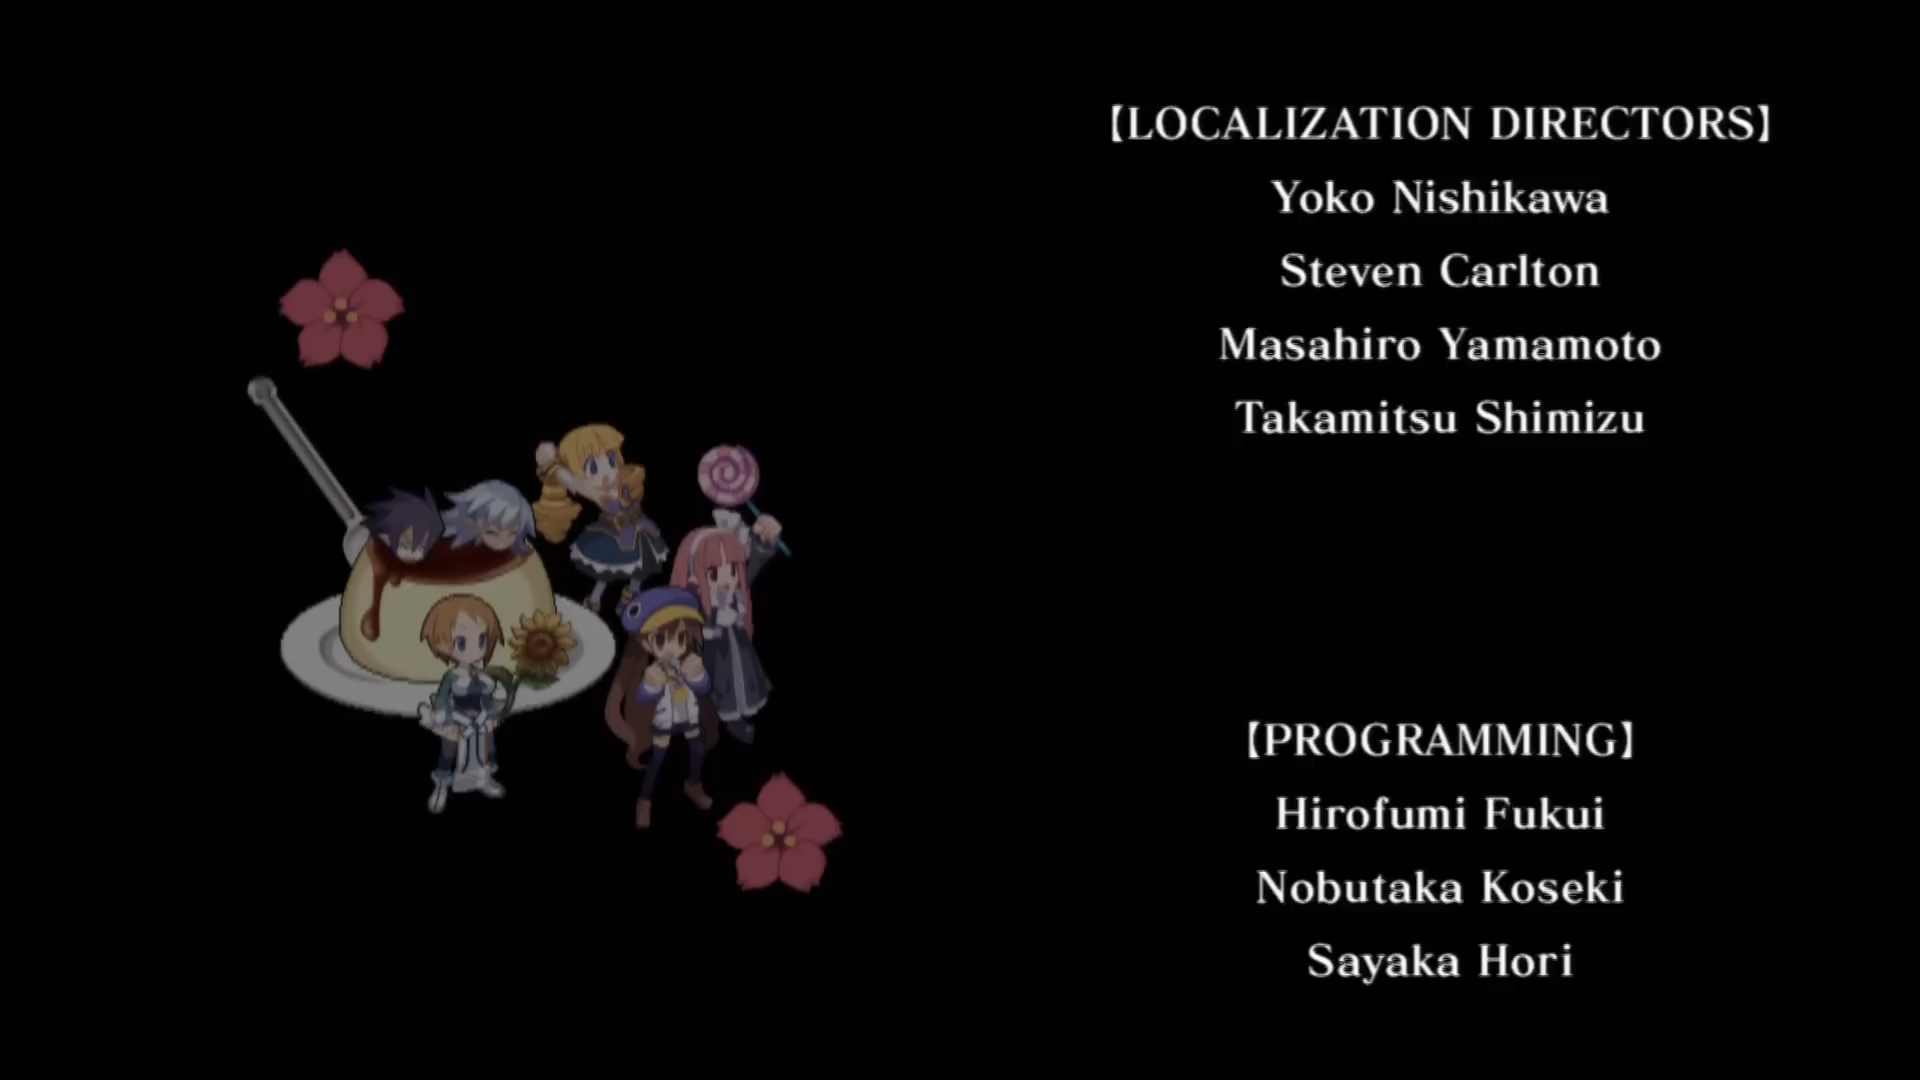 【LOCALIZATION DIRECTORS】
Yoko Nishikawa
Steven Carlton
Masahiro Yamamoto
Takamitsu Shimizu
【PROGRAMMING】
Hirofumi Fukui
Nobutaka Koseki
Sayaka Hori